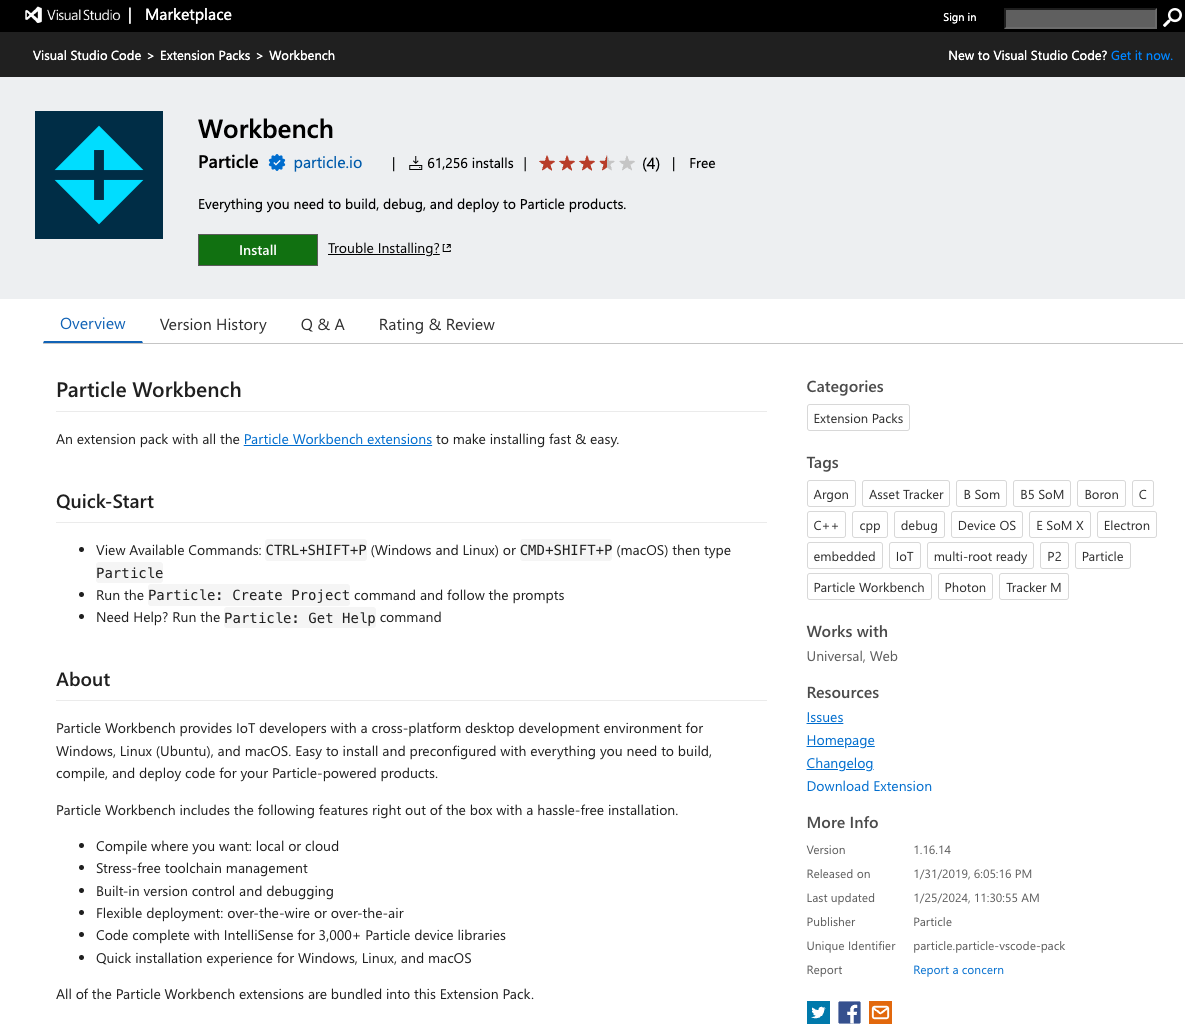 Visual Studio | Marketplace
Sign in
Visual Studio Code > Extension Packs > Workbench
New to Visual Studio Code? Get it now.
Workbench
Particle particle.io | 61,256 installs | (4) | Free
Everything you need to build, debug, and deploy to Particle products.
Install
Trouble Installing?
Overview
Version History
Q & A
Rating & Review
Particle Workbench
An extension pack with all the Particle Workbench extensions to make installing fast & easy.
Quick-Start
• View Available Commands: CTRL+SHIFT+P (Windows and Linux) or CMD+SHIFT+P (macOS) then type
Particle
• Run the Particle: Create Project command and follow the prompts
• Need Help? Run the Particle: Get Help command
About
Particle Workbench provides IoT developers with a cross-platform desktop development environment for
Windows, Linux (Ubuntu), and macOS. Easy to install and preconfigured with everything you need to build,
compile, and deploy code for your Particle-powered products.
Particle Workbench includes the following features right out of the box with a hassle-free installation.
• Compile where you want: local or cloud
• Stress-free toolchain management
• Built-in version control and debugging
• Flexible deployment: over-the-wire or over-the-air
• Code complete with IntelliSense for 3,000+ Particle device libraries
• Quick installation experience for Windows, Linux, and macOS
All of the Particle Workbench extensions are bundled into this Extension Pack.
Categories
Extension Packs
Tags
Argon Asset Tracker B Som B5 SoM Boron C
C++ cpp debug Device OS E SoM X Electron
embedded IoT multi-root ready P2 Particle
Particle Workbench Photon Tracker M
Works with
Universal, Web
Resources
Issues
Homepage
Changelog
Download Extension
More Info
Version 1.16.14
Released on 1/31/2019, 6:05:16 PM
Last updated 1/25/2024, 11:30:55 AM
Publisher Particle
Unique Identifier particle.particle-vscode-pack
Report Report a concern